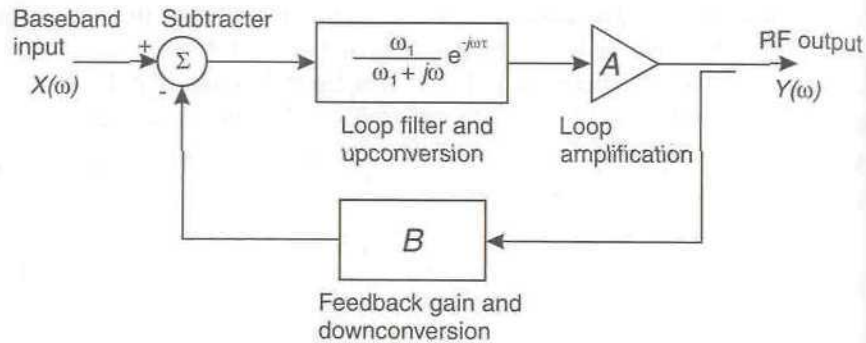 Baseband
input
X(ω)
+
-
Subtracter
Σ
ω₁
ω₁ + jω
e^{-jωτ}
Loop filter and
upconversion
A
Loop
amplification
RF output
Y(ω)
B
Feedback gain and
downconversion